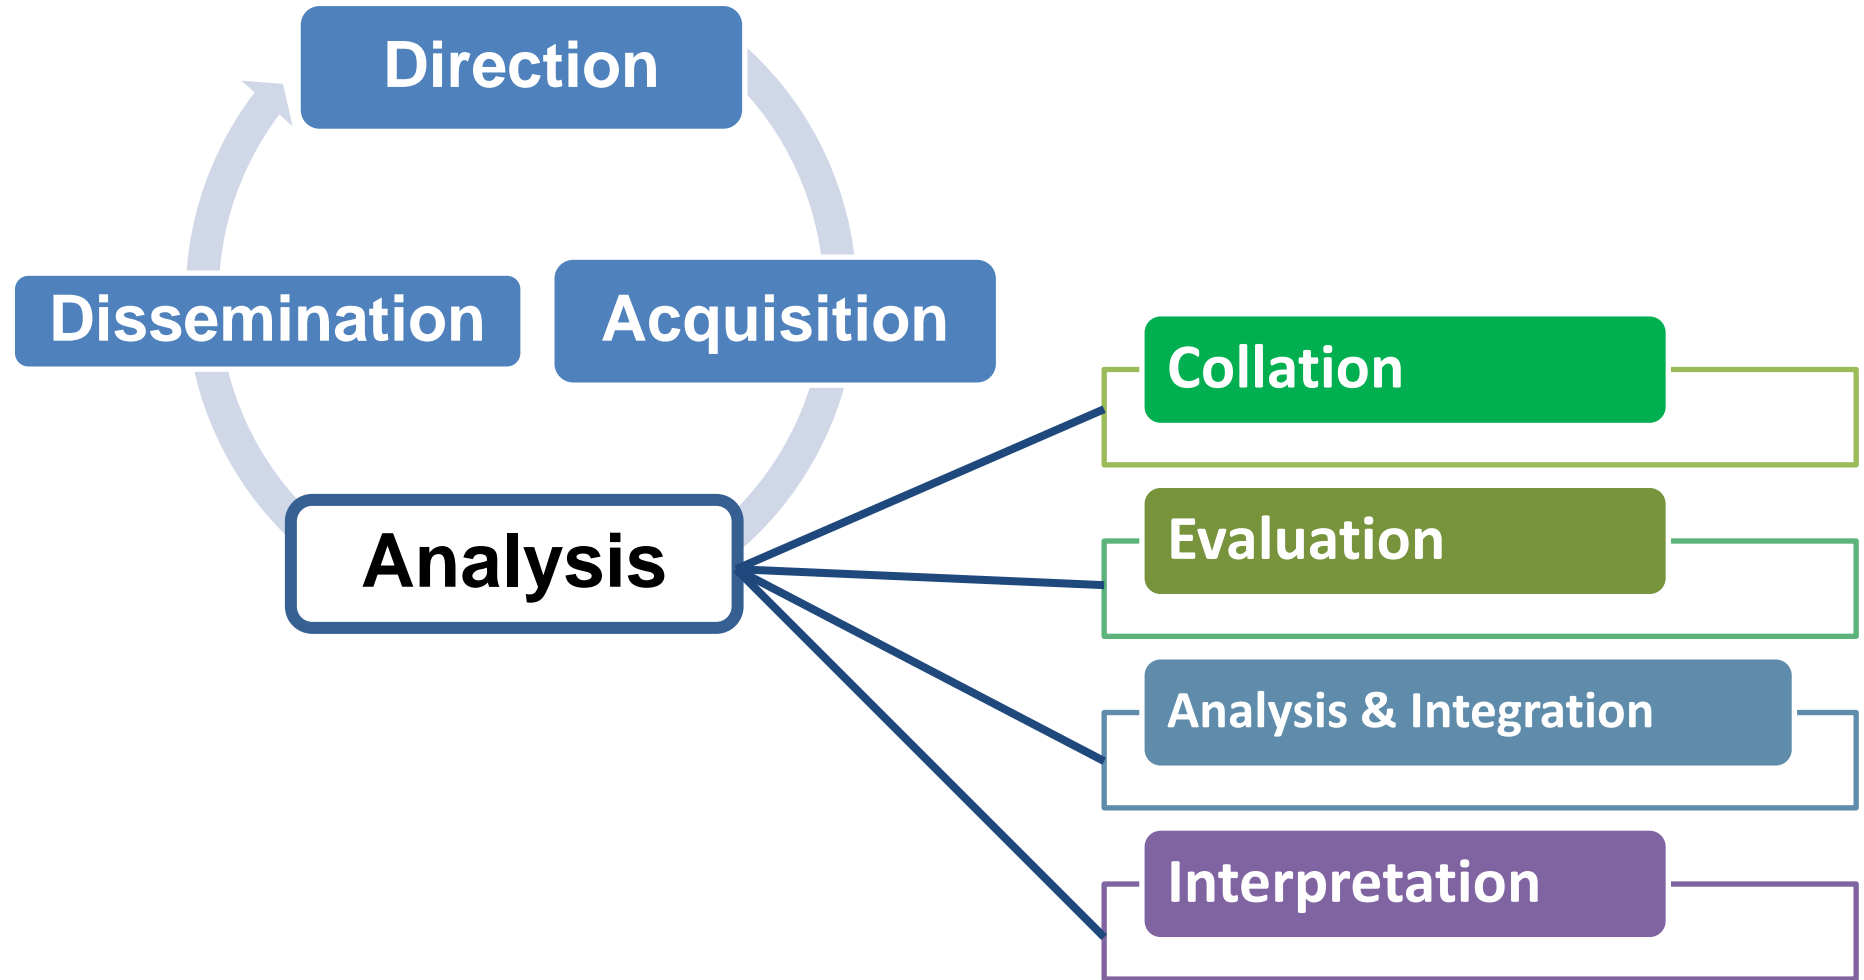 Direction
Dissemination
Acquisition
Analysis
Collation
Evaluation
Analysis & Integration
Interpretation